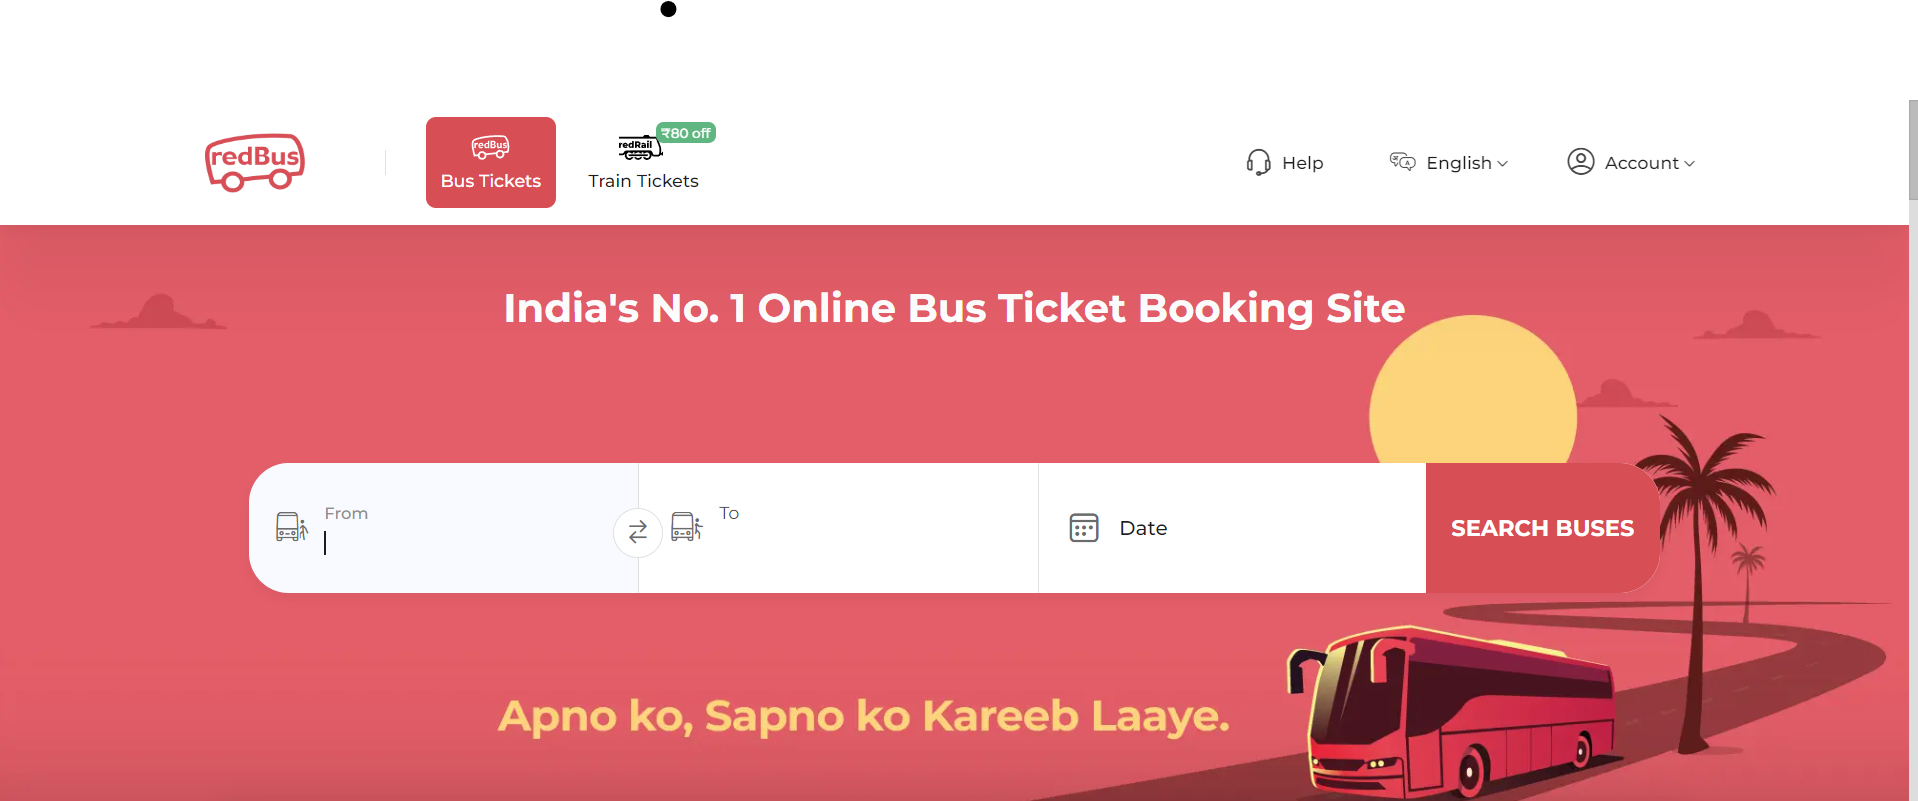 redBus
redBus
Bus Tickets
redRail
₹80 off
Train Tickets
Help
English
Account
India's No. 1 Online Bus Ticket Booking Site
From
To
Date
SEARCH BUSES
Apno ko, Sapno ko Kareeb Laaye.